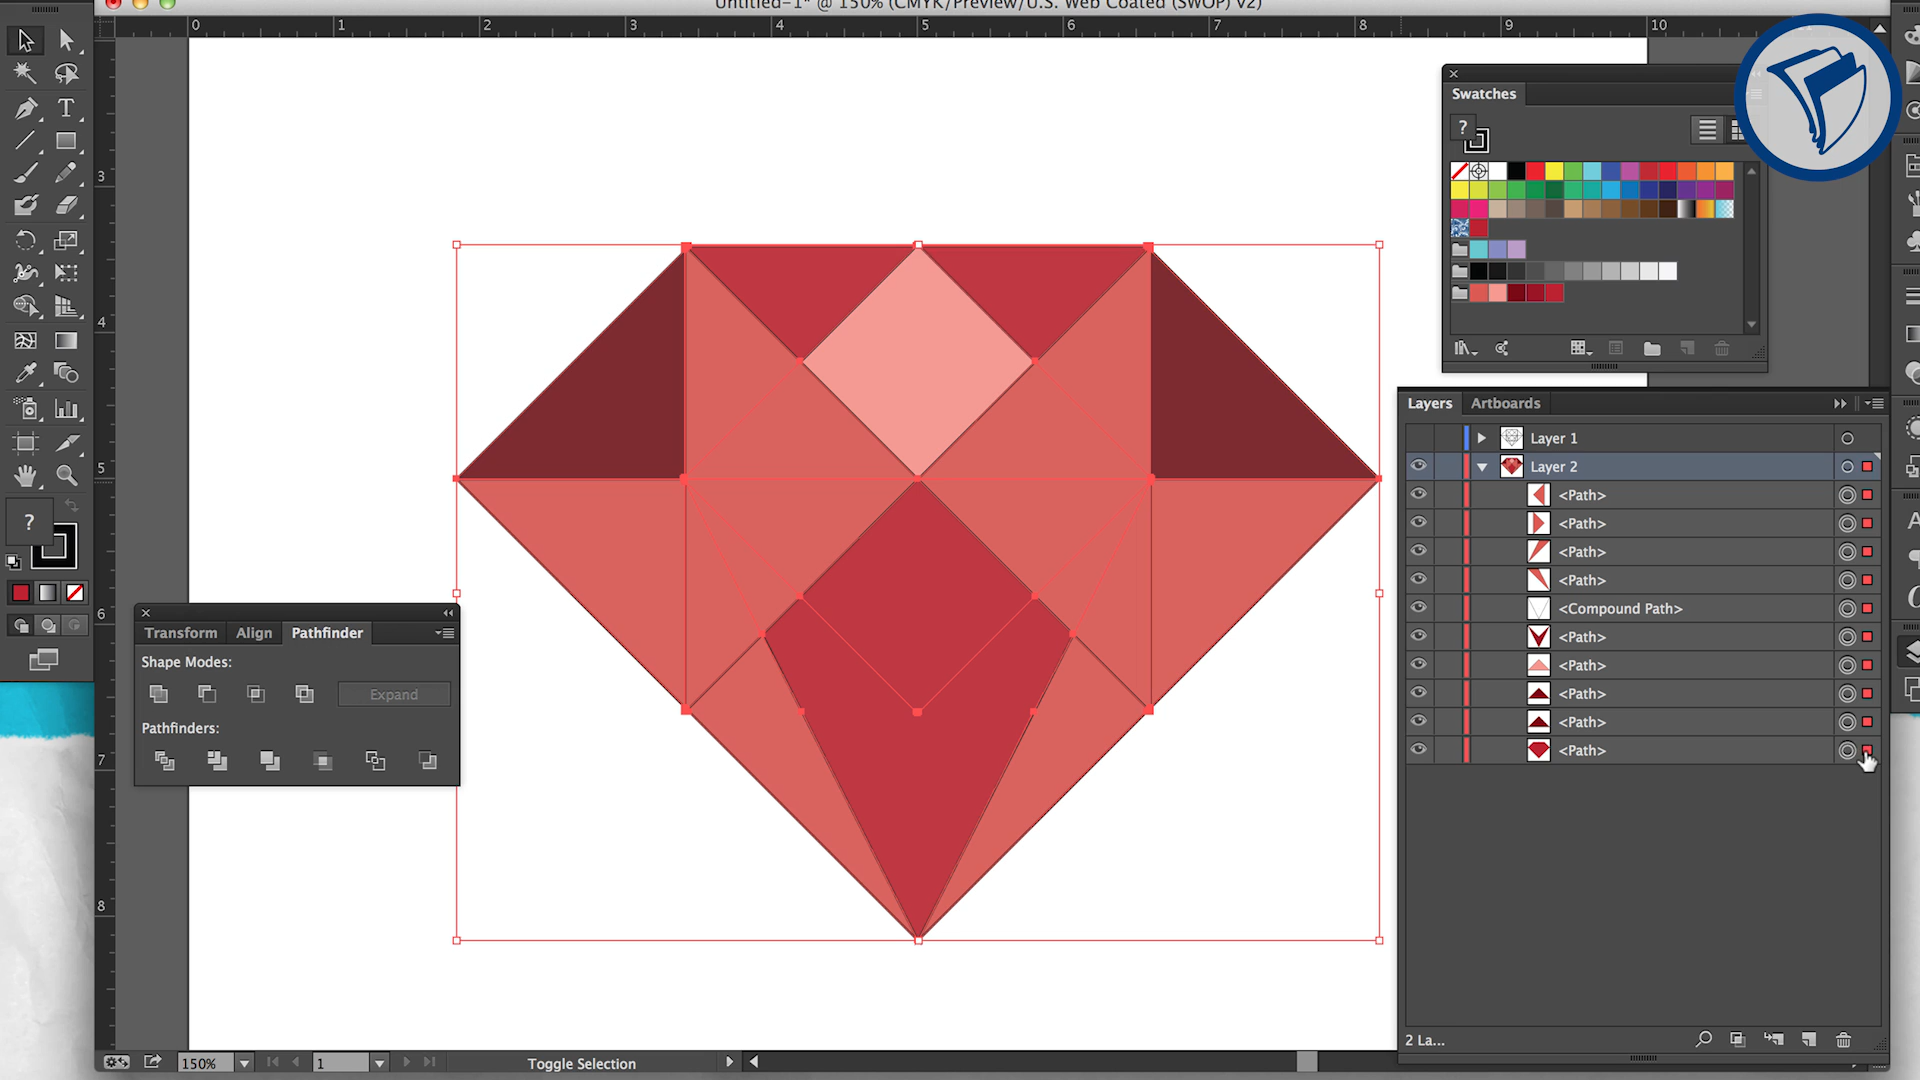 Untitled-1* @ 150% (CMYK/Preview/U.S. Web Coated (SWOP) v2)
0 1 2 3 4 5 6 7 8 9 10
3
4
5
6
7
8
T
?
Transform Align Pathfinder
Shape Modes:
Expand
Pathfinders:
Swatches
?
Layers Artboards
Layer 1
Layer 2
<Path>
<Path>
<Path>
<Path>
<Compound Path>
<Path>
<Path>
<Path>
<Path>
<Path>
2 La...
150% 1 Toggle Selection